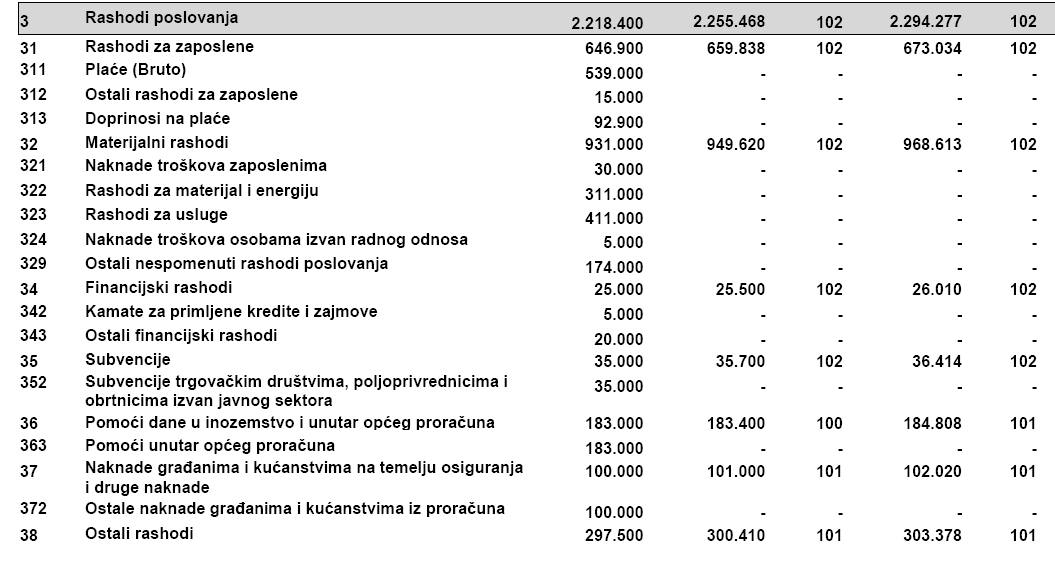 3 Rashodi poslovanja 2.218.400 2.255.468 102 2.294.277 102
31 Rashodi za zaposlene 646.900 659.838 102 673.034 102
311 Plaće (Bruto) 539.000 - - - -
312 Ostali rashodi za zaposlene 15.000 - - - -
313 Doprinosi na plaće 92.900 - - - -
32 Materijalni rashodi 931.000 949.620 102 968.613 102
321 Naknade troškova zaposlenima 30.000 - - - -
322 Rashodi za materijal i energiju 311.000 - - - -
323 Rashodi za usluge 411.000 - - - -
324 Naknade troškova osobama izvan radnog odnosa 5.000 - - - -
329 Ostali nespomenuti rashodi poslovanja 174.000 - - - -
34 Financijski rashodi 25.000 25.500 102 26.010 102
342 Kamate za primljene kredite i zajmove 5.000 - - - -
343 Ostali financijski rashodi 20.000 - - - -
35 Subvencije 35.000 35.700 102 36.414 102
352 Subvencije trgovačkim društvima, poljoprivrednicima i 35.000 - - - -
obrtnicima izvan javnog sektora
36 Pomoći dane u inozemstvo i unutar općeg proračuna 183.000 183.400 100 184.808 101
363 Pomoći unutar općeg proračuna 183.000 - - - -
37 Naknade građanima i kućanstvima na temelju osiguranja 100.000 101.000 101 102.020 101
i druge naknade
372 Ostale naknade građanima i kućanstvima iz proračuna 100.000 - - - -
38 Ostali rashodi 297.500 300.410 101 303.378 101